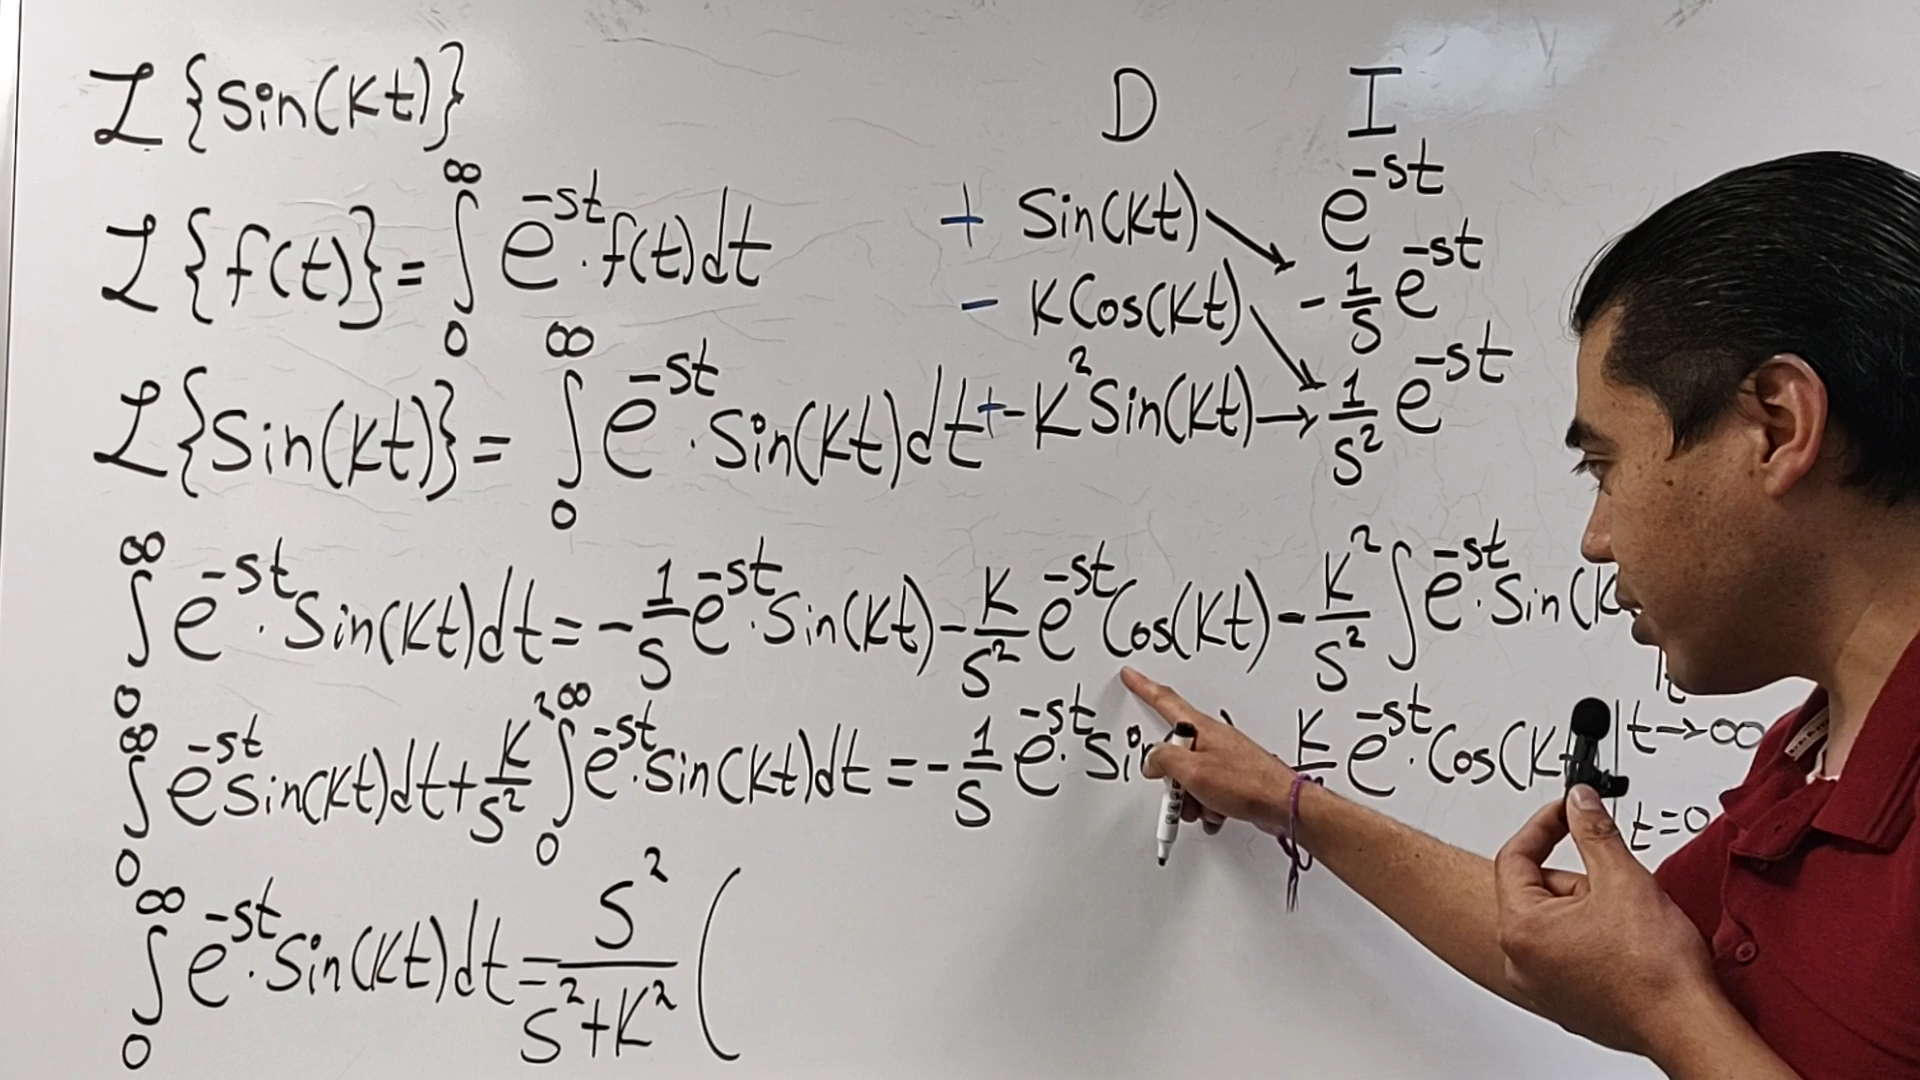 ℒ{sin(kt)}
ℒ{f(t)} = ∫₀^∞ e^{-st}·f(t)dt
ℒ{Sin(kt)} = ∫₀^∞ e^{-st}·Sin(kt)dt
D I
+ Sin(kt) e^{-st}
- KCos(kt) -1/s e^{-st}
+ -K²Sin(kt) → 1/s² e^{-st}
∫₀^∞ e^{-st}·Sin(kt)dt = -1/s e^{-st}·Sin(kt) - K/s² e^{-st}Cos(kt) - K²/s² ∫ e^{-st}·Sin(k
∫₀^∞ e^{-st}Sin(kt)dt + K²/s² ∫₀^∞ e^{-st}·Sin(kt)dt = -1/s e^{-st}·Sin K e^{-st}·Cos(k | t→∞ t=0
∫₀^∞ e^{-st}·Sin(kt)dt = s²/(s²+K²) (